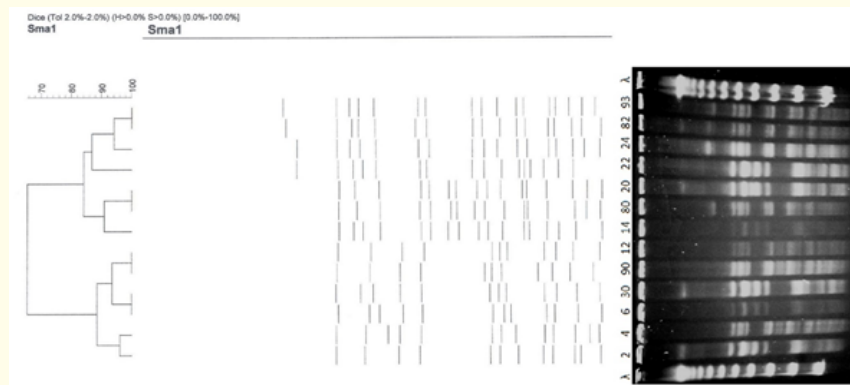 Dice (Tol 2.0%-2.0%) (H>0.0% S>0.0%) [0.0%-100.0%]
Sma1 Sma1
70 80 90 100
λ
93
82
24
22
20
80
14
12
90
30
6
4
2
λ